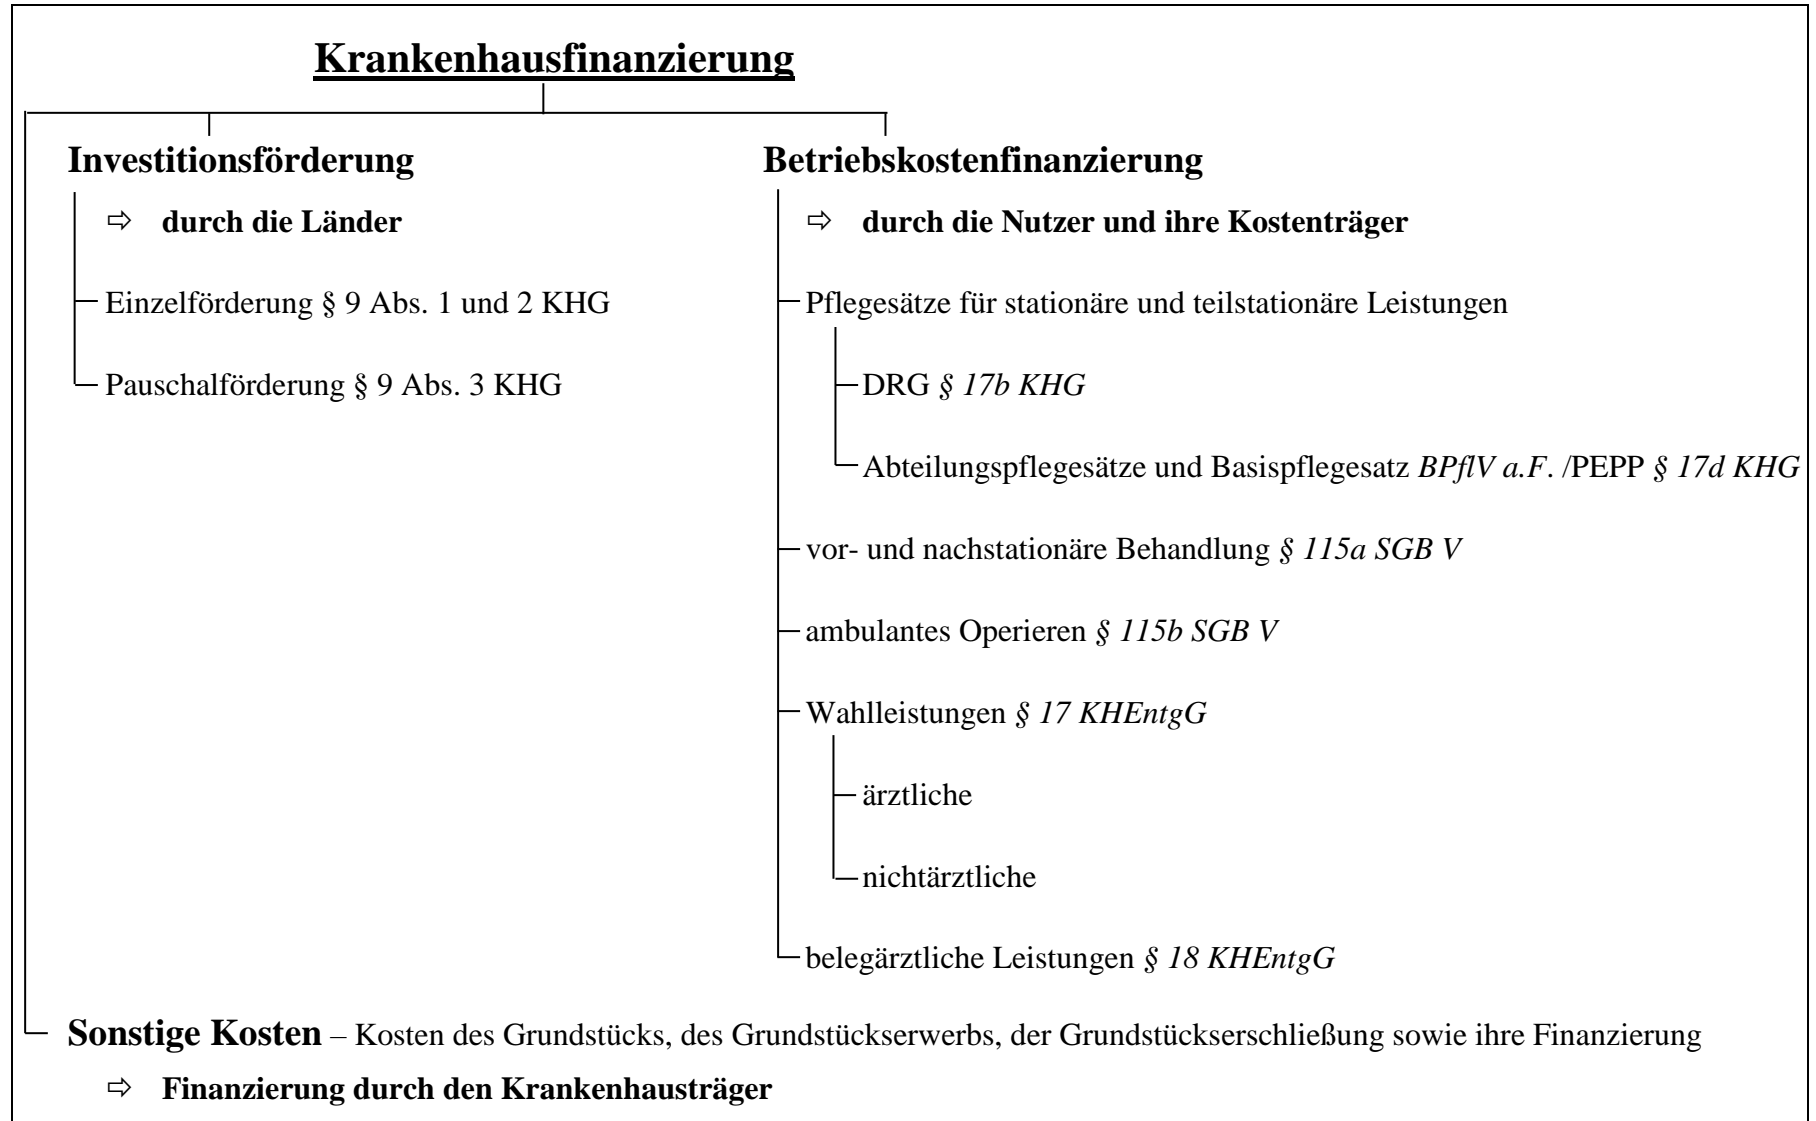 Krankenhausfinanzierung
Investitionsförderung
⇨ durch die Länder
Einzelförderung § 9 Abs. 1 und 2 KHG
Pauschalförderung § 9 Abs. 3 KHG
Betriebskostenfinanzierung
⇨ durch die Nutzer und ihre Kostenträger
Pflegesätze für stationäre und teilstationäre Leistungen
DRG § 17b KHG
Abteilungspflegesätze und Basispflegesatz BPflV a.F. /PEPP § 17d KHG
vor- und nachstationäre Behandlung § 115a SGB V
ambulantes Operieren § 115b SGB V
Wahlleistungen § 17 KHEntgG
ärztliche
nichtärztliche
belegärztliche Leistungen § 18 KHEntgG
Sonstige Kosten – Kosten des Grundstücks, des Grundstückserwerbs, der Grundstückserschließung sowie ihre Finanzierung
⇨ Finanzierung durch den Krankenhausträger